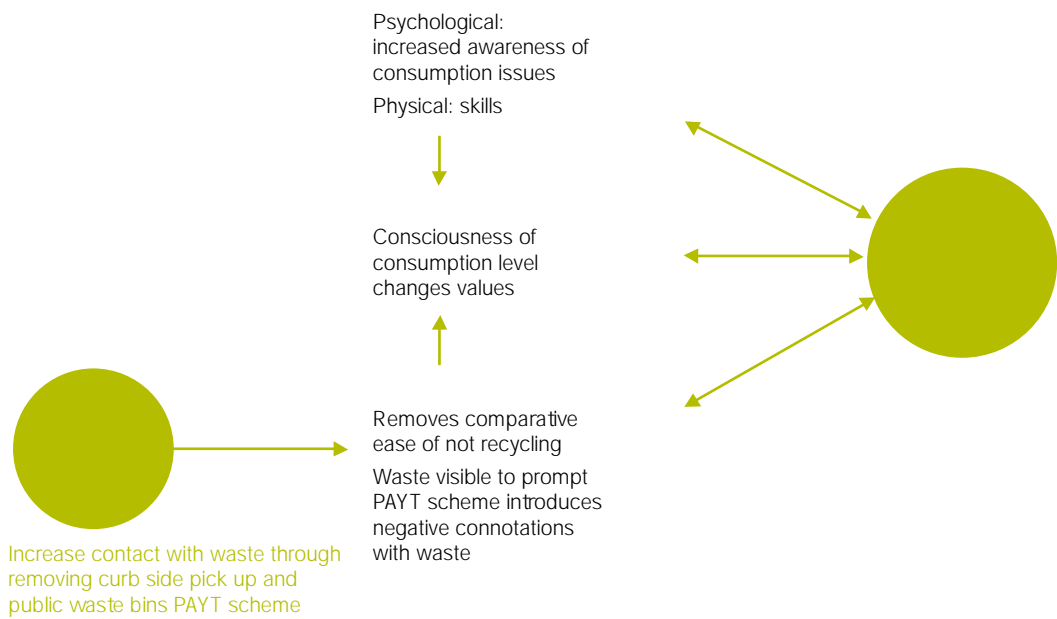 Psychological:
increased awareness of
consumption issues
Physical: skills
Consciousness of
consumption level
changes values
Removes comparative
ease of not recycling
Waste visible to prompt
PAYT scheme introduces
negative connotations
with waste
Increase contact with waste through
removing curb side pick up and
public waste bins PAYT scheme